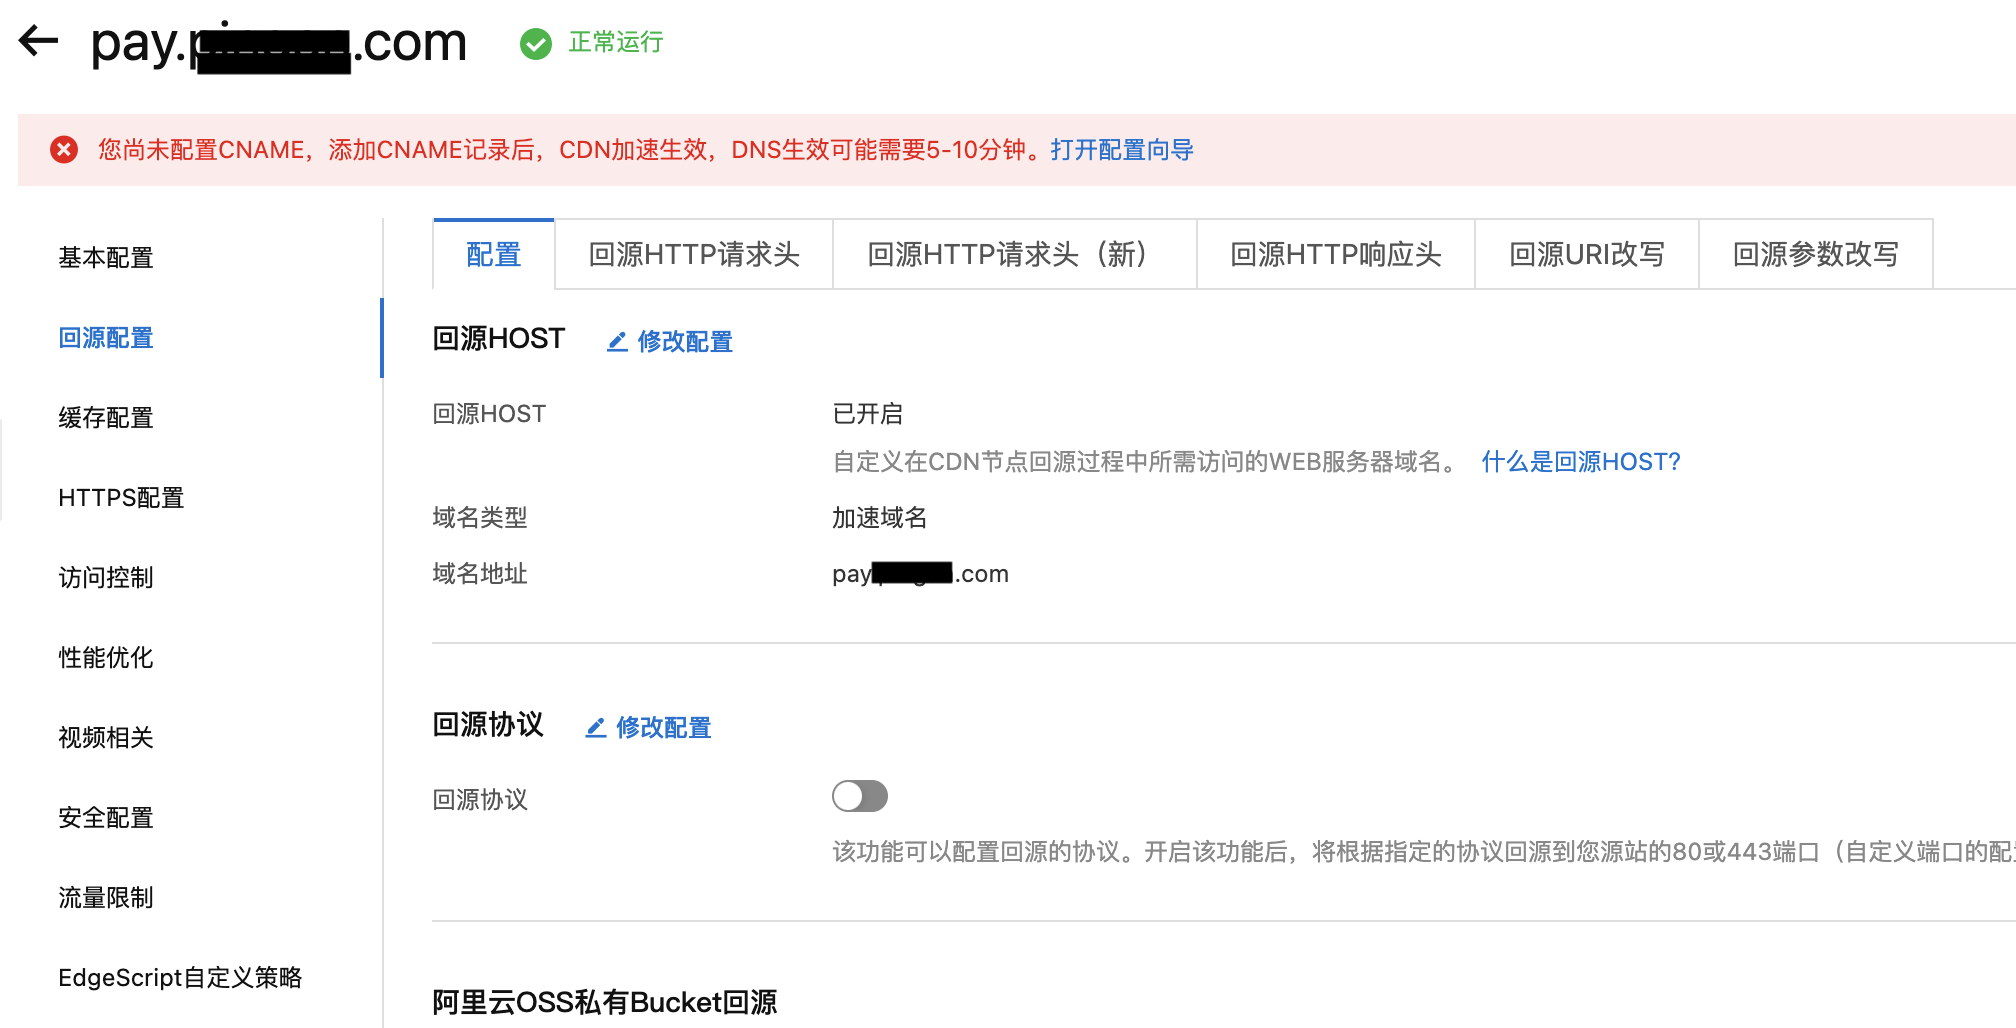 pay.
.com
正常运行
您尚未配置CNAME，添加CNAME记录后，CDN加速生效，DNS生效可能需要5-10分钟。打开配置向导
基本配置
回源配置
缓存配置
HTTPS配置
访问控制
性能优化
视频相关
安全配置
流量限制
EdgeScript自定义策略
配置
回源HTTP请求头
回源HTTP请求头（新）
回源HTTP响应头
回源URI改写
回源参数改写
回源HOST 修改配置
回源HOST 已开启
自定义在CDN节点回源过程中所需访问的WEB服务器域名。 什么是回源HOST?
域名类型 加速域名
域名地址 pay .com
回源协议 修改配置
回源协议
该功能可以配置回源的协议。开启该功能后，将根据指定的协议回源到您源站的80或443端口（自定义端口的配
阿里云OSS私有Bucket回源